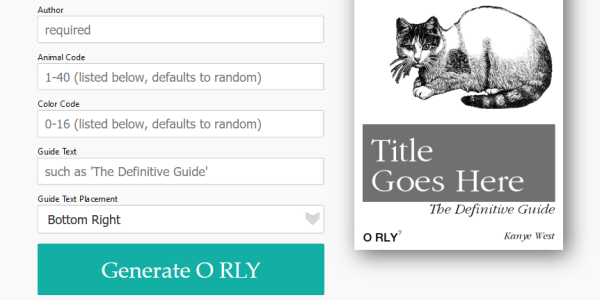 Author
required
Animal Code
1-40 (listed below, defaults to random)
Color Code
0-16 (listed below, defaults to random)
Guide Text
such as 'The Definitive Guide'
Guide Text Placement
Bottom Right
Generate O RLY
Title
Goes Here
The Definitive Guide
O RLY?
Kanye West